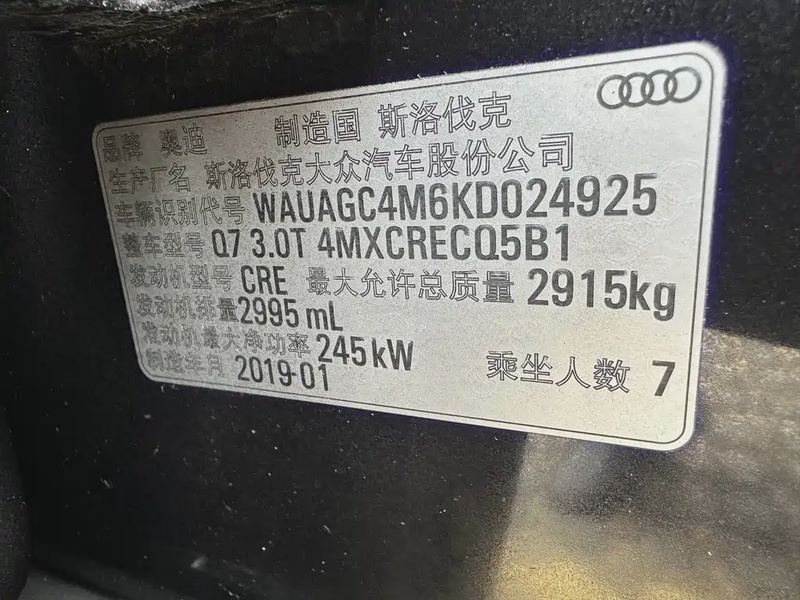 品牌 奥迪 制造国 斯洛伐克
生产厂名 斯洛伐克大众汽车股份公司
车辆识别代号 WAUAGC4M6KD024925
整车型号 Q7 3.0T 4MXCRECQ5B1
发动机型号 CRE 最大允许总质量 2915kg
发动机排量 2995 mL
发动机最大净功率 245 kW
制造年月 2019-01 乘坐人数 7